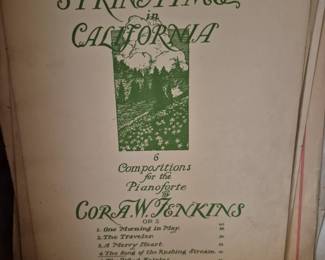 SPRINGTIME
in
CALIFORNIA
6
Compositions
for the
Pianoforte
by
CORA W. JENKINS
OP. 5
1. One Morning in May.
2. The Traveler.
3. A Merry Heart.
4. The Song of the Rushing Stream.